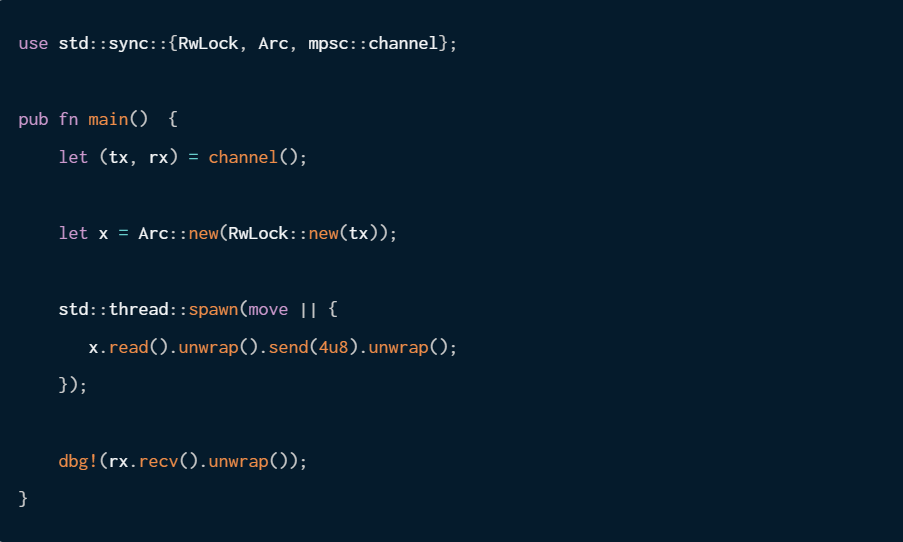 use std::sync::{RwLock, Arc, mpsc::channel};
pub fn main()  {
    let (tx, rx) = channel();
    let x = Arc::new(RwLock::new(tx));
    std::thread::spawn(move || {
       x.read().unwrap().send(4u8).unwrap();
    });
    dbg!(rx.recv().unwrap());
}